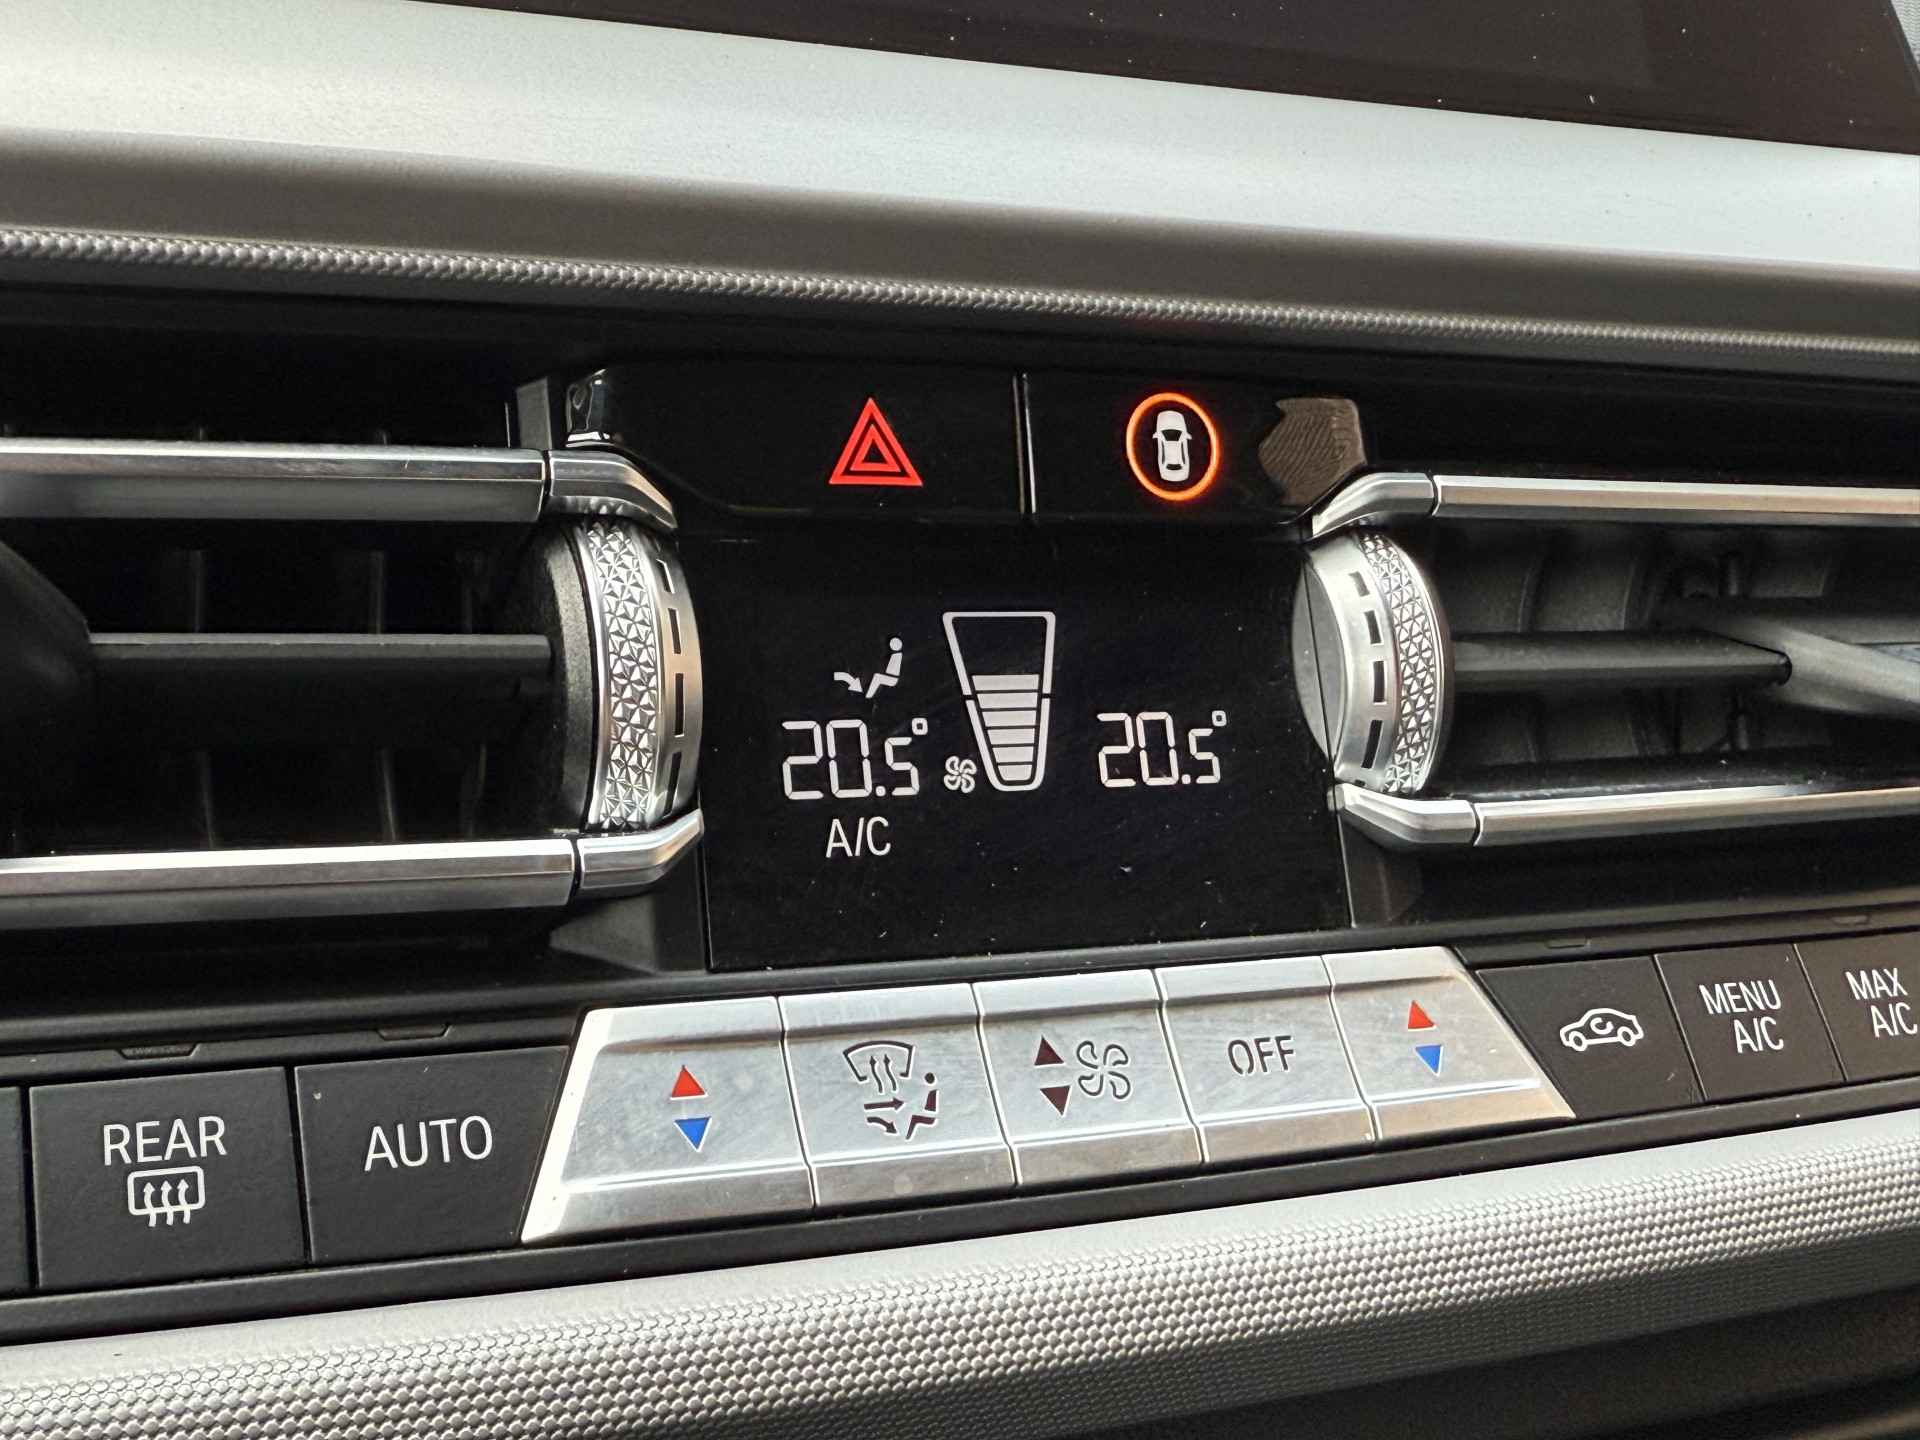 20.5°
20.5°
A/C
REAR
AUTO
OFF
MENU
A/C
MAX
A/C